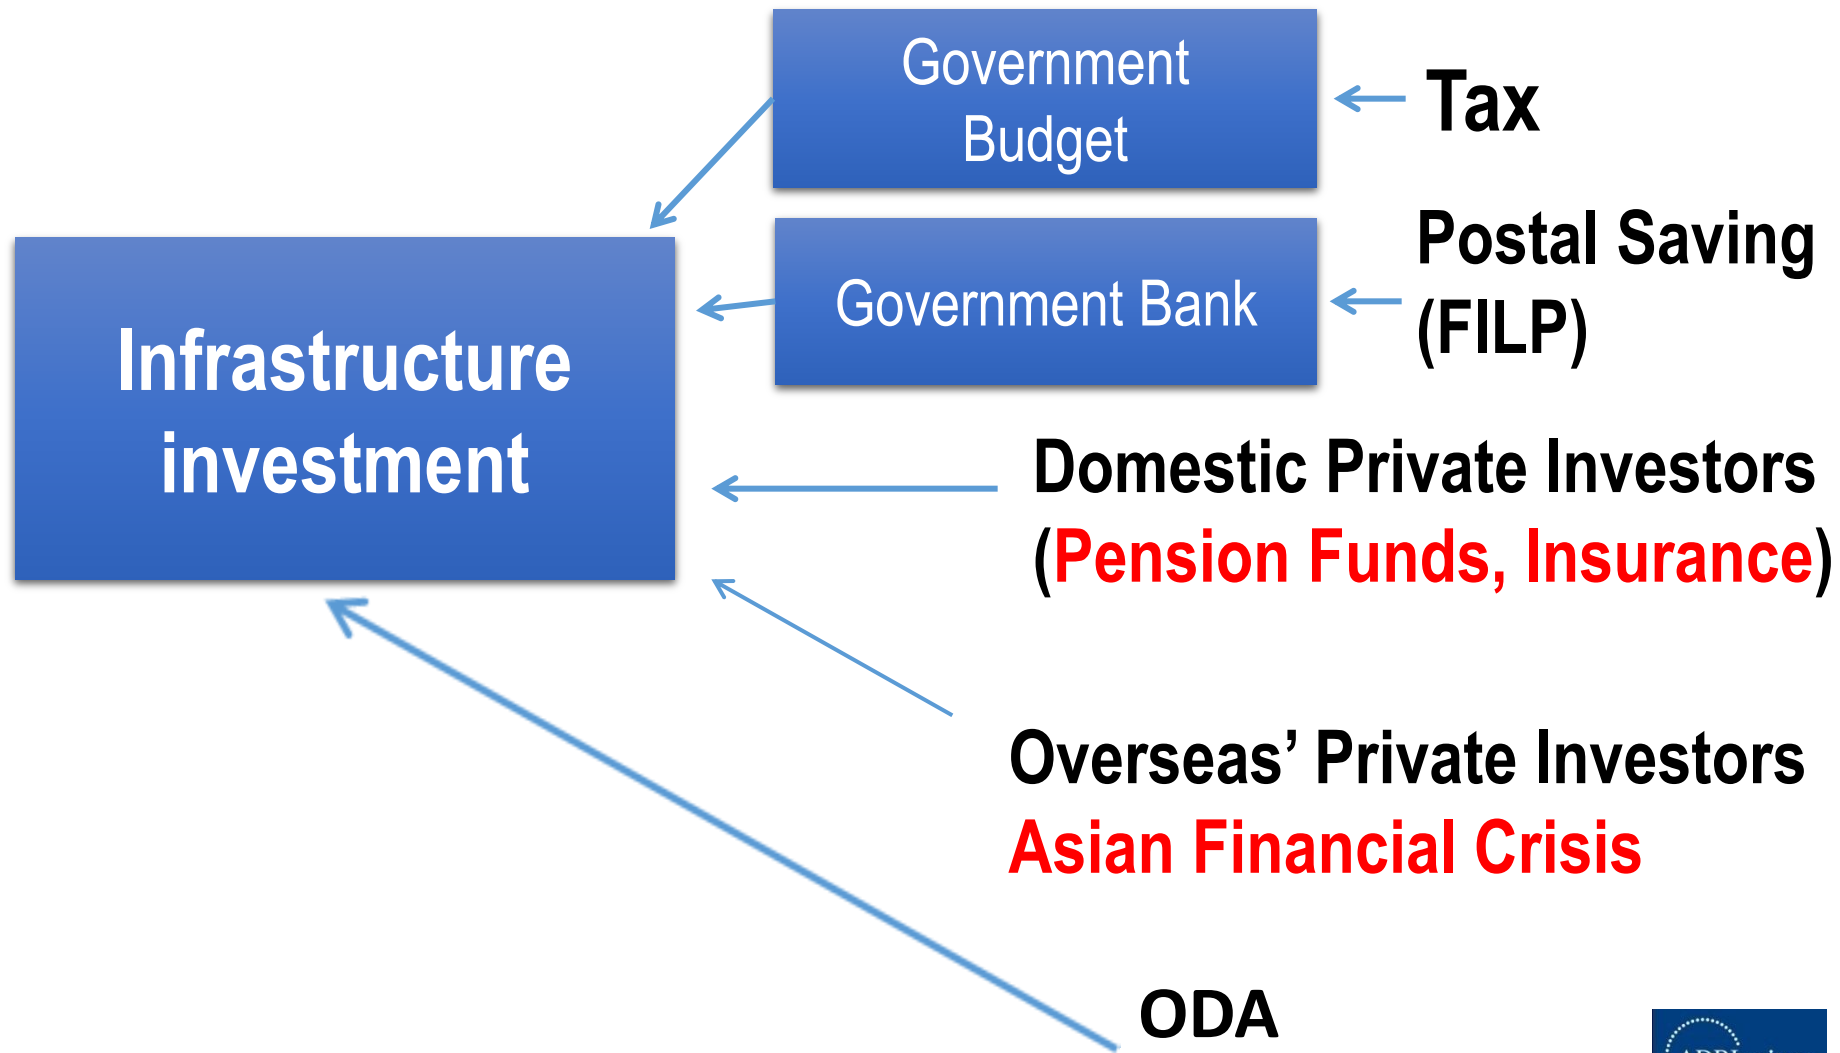 Government
Budget
Tax
Postal Saving
(FILP)
Government Bank
Infrastructure
investment
Domestic Private Investors
(Pension Funds, Insurance)
Overseas’ Private Investors
Asian Financial Crisis
ODA